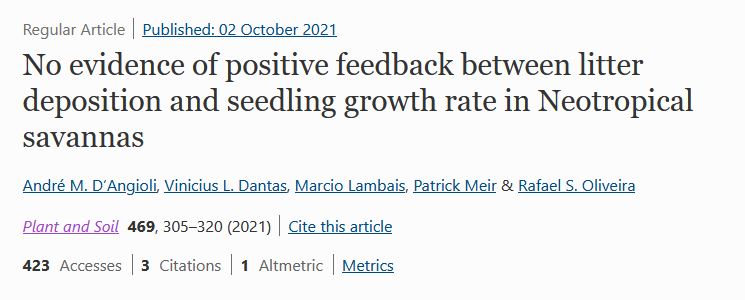 Regular Article | Published: 02 October 2021
No evidence of positive feedback between litter
deposition and seedling growth rate in Neotropical
savannas
André M. D’Angioli, Vinicius L. Dantas, Marcio Lambais, Patrick Meir & Rafael S. Oliveira
Plant and Soil 469, 305–320 (2021) | Cite this article
423 Accesses | 3 Citations | 1 Altmetric | Metrics